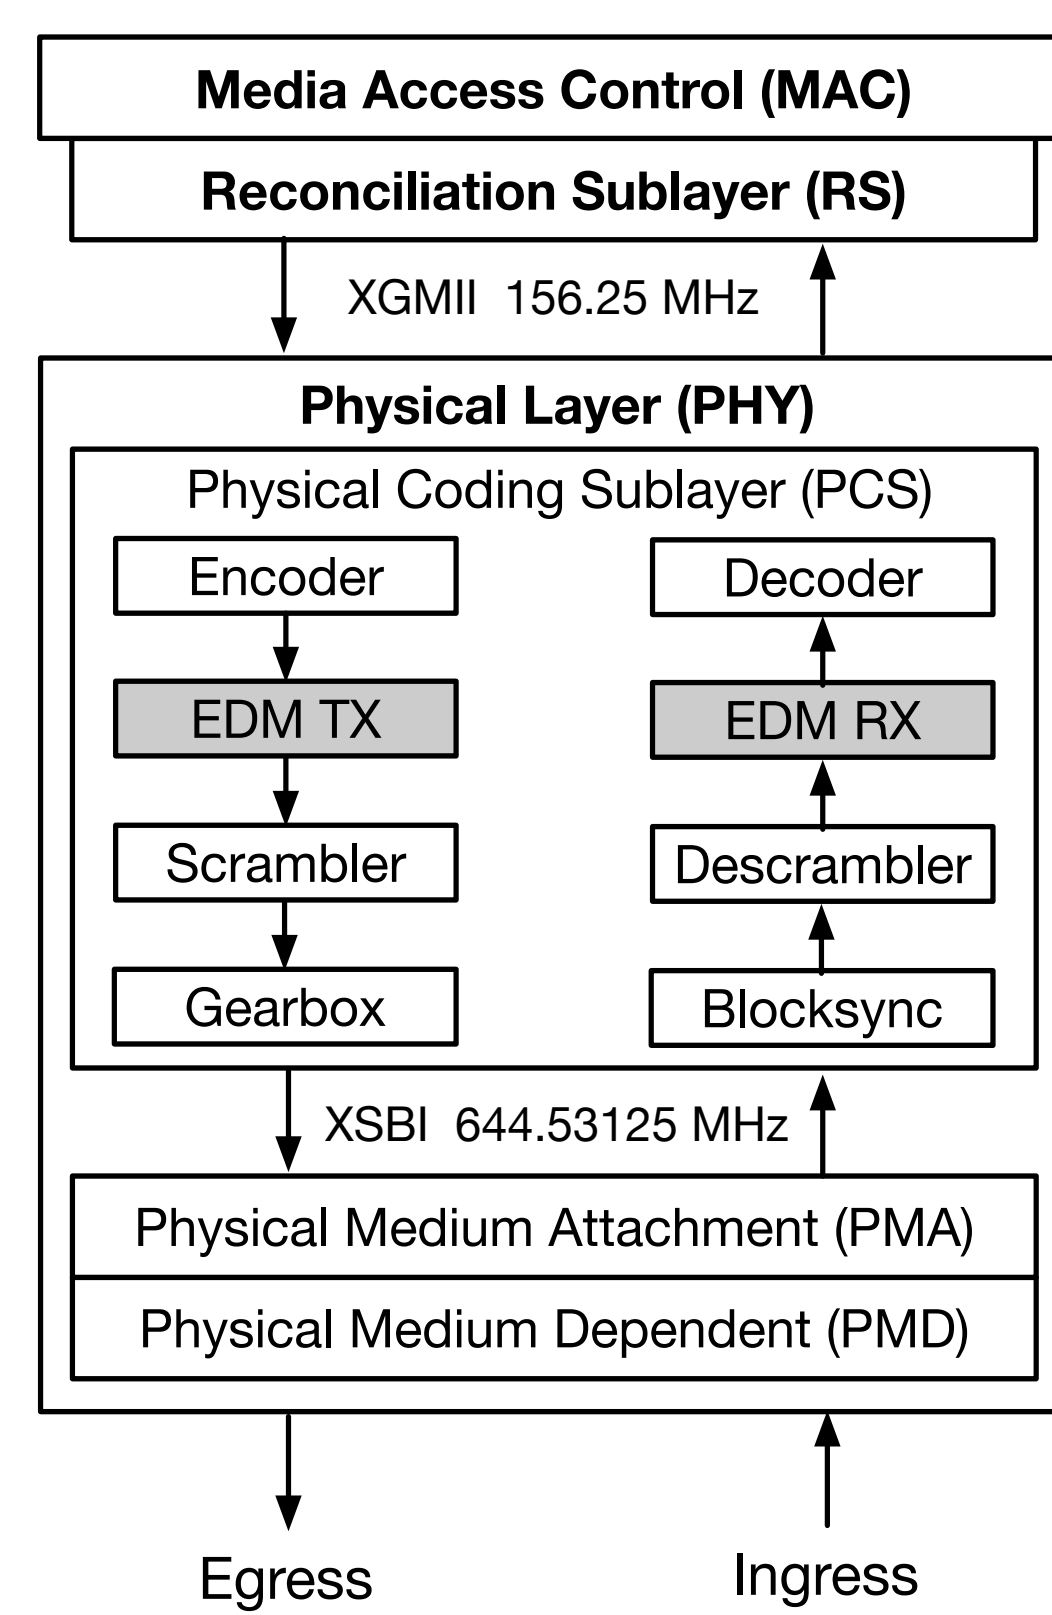 Media Access Control (MAC)
Reconciliation Sublayer (RS)
XGMII 156.25 MHz
Physical Layer (PHY)
Physical Coding Sublayer (PCS)
Encoder
Decoder
EDM TX
EDM RX
Scrambler
Descrambler
Gearbox
Blocksync
XSBI 644.53125 MHz
Physical Medium Attachment (PMA)
Physical Medium Dependent (PMD)
Egress
Ingress